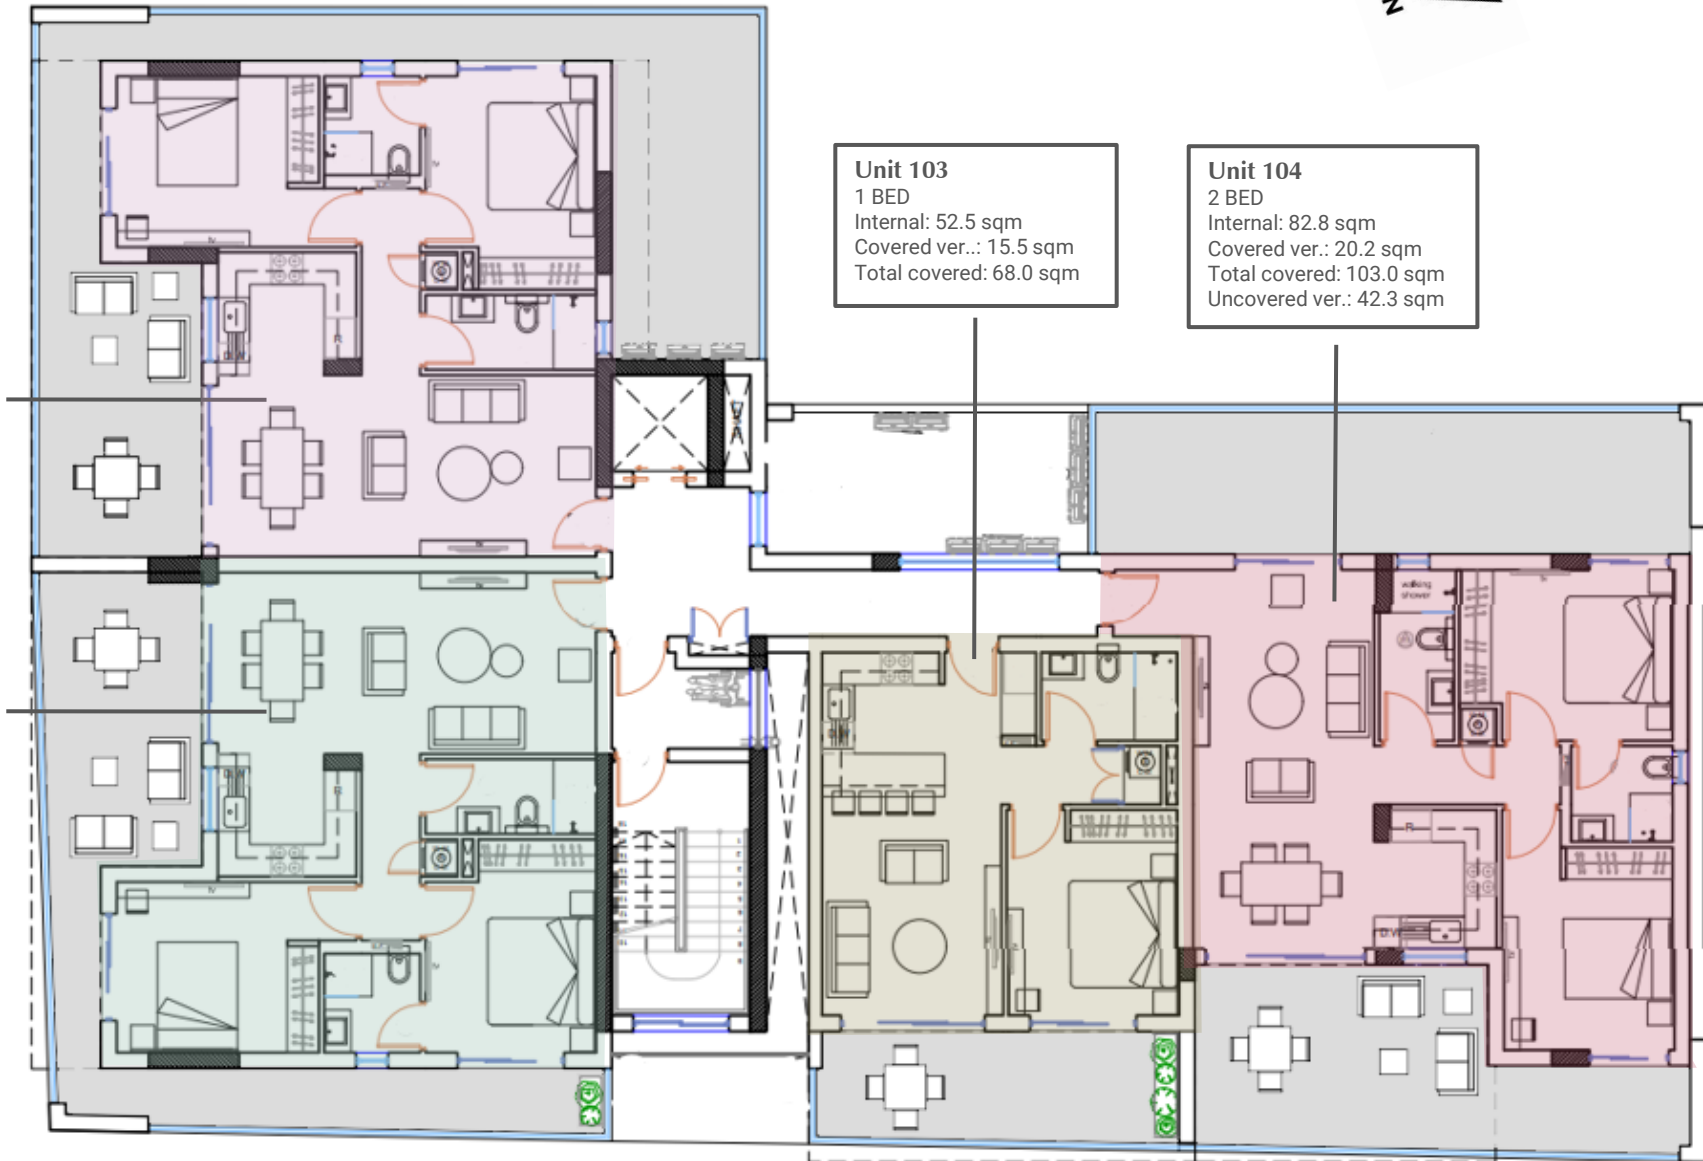 N
Unit 103
1 BED
Internal: 52.5 sqm
Covered ver..: 15.5 sqm
Total covered: 68.0 sqm
Unit 104
2 BED
Internal: 82.8 sqm
Covered ver.: 20.2 sqm
Total covered: 103.0 sqm
Uncovered ver.: 42.3 sqm
R
walking
shower
R
R
D.W